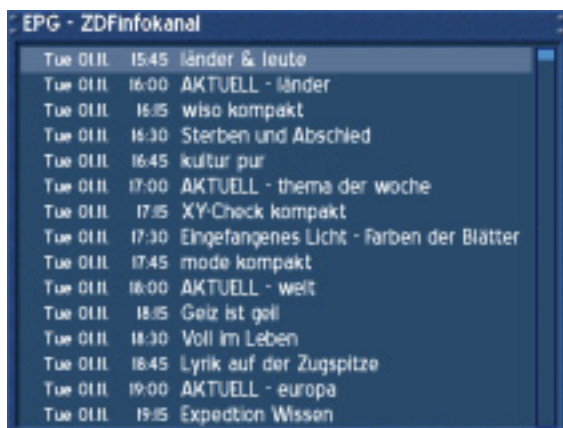 EPG - ZDFinfokanal
Tue 01.11. 15:45 länder & leute
Tue 01.11. 16:00 AKTUELL - länder
Tue 01.11. 16:15 wiso kompakt
Tue 01.11. 16:30 Sterben und Abschied
Tue 01.11. 16:45 kultur pur
Tue 01.11. 17:00 AKTUELL - thema der woche
Tue 01.11. 17:15 XY-Check kompakt
Tue 01.11. 17:30 Eingefangenes Licht - Farben der Blätter
Tue 01.11. 17:45 mode kompakt
Tue 01.11. 18:00 AKTUELL - welt
Tue 01.11. 18:15 Geiz ist geil
Tue 01.11. 18:30 Voll im Leben
Tue 01.11. 18:45 Lyrik auf der Zugspitze
Tue 01.11. 19:00 AKTUELL - europa
Tue 01.11. 19:15 Expedtion Wissen